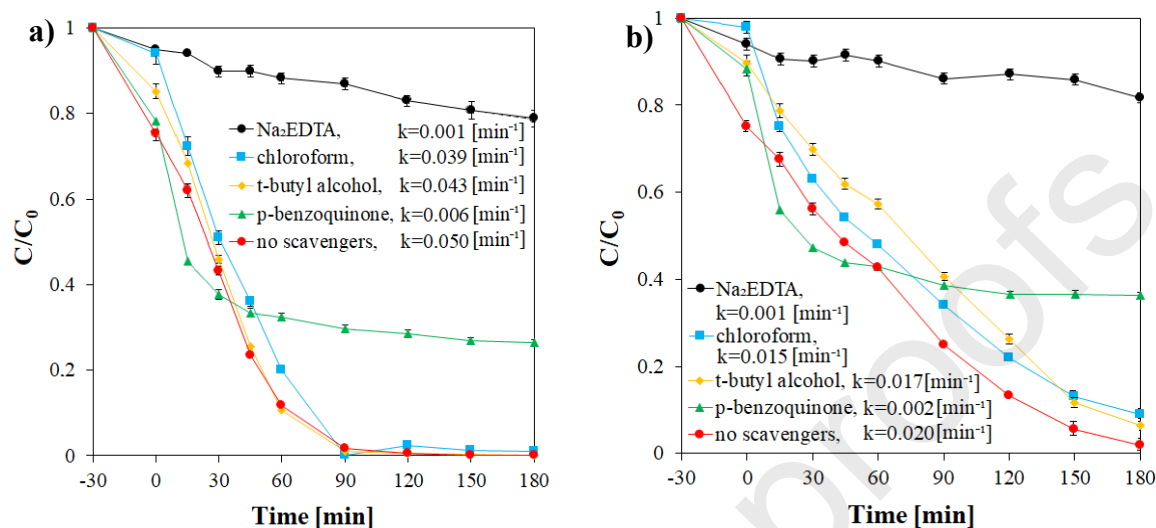 a)
C/C₀
1
0.8
0.6
0.4
0.2
0
-30 0 30 60 90 120 150 180
Time [min]
Na₂EDTA, k=0.001 [min⁻¹]
chloroform, k=0.039 [min⁻¹]
t-butyl alcohol, k=0.043 [min⁻¹]
p-benzoquinone, k=0.006 [min⁻¹]
no scavengers, k=0.050 [min⁻¹]
b)
C/C₀
1
0.8
0.6
0.4
0.2
0
-30 0 30 60 90 120 150 180
Time [min]
Na₂EDTA,
k=0.001 [min⁻¹]
chloroform,
k=0.015 [min⁻¹]
t-butyl alcohol, k=0.017[min⁻¹]
p-benzoquinone, k=0.002 [min⁻¹]
no scavengers, k=0.020 [min⁻¹]
proofs